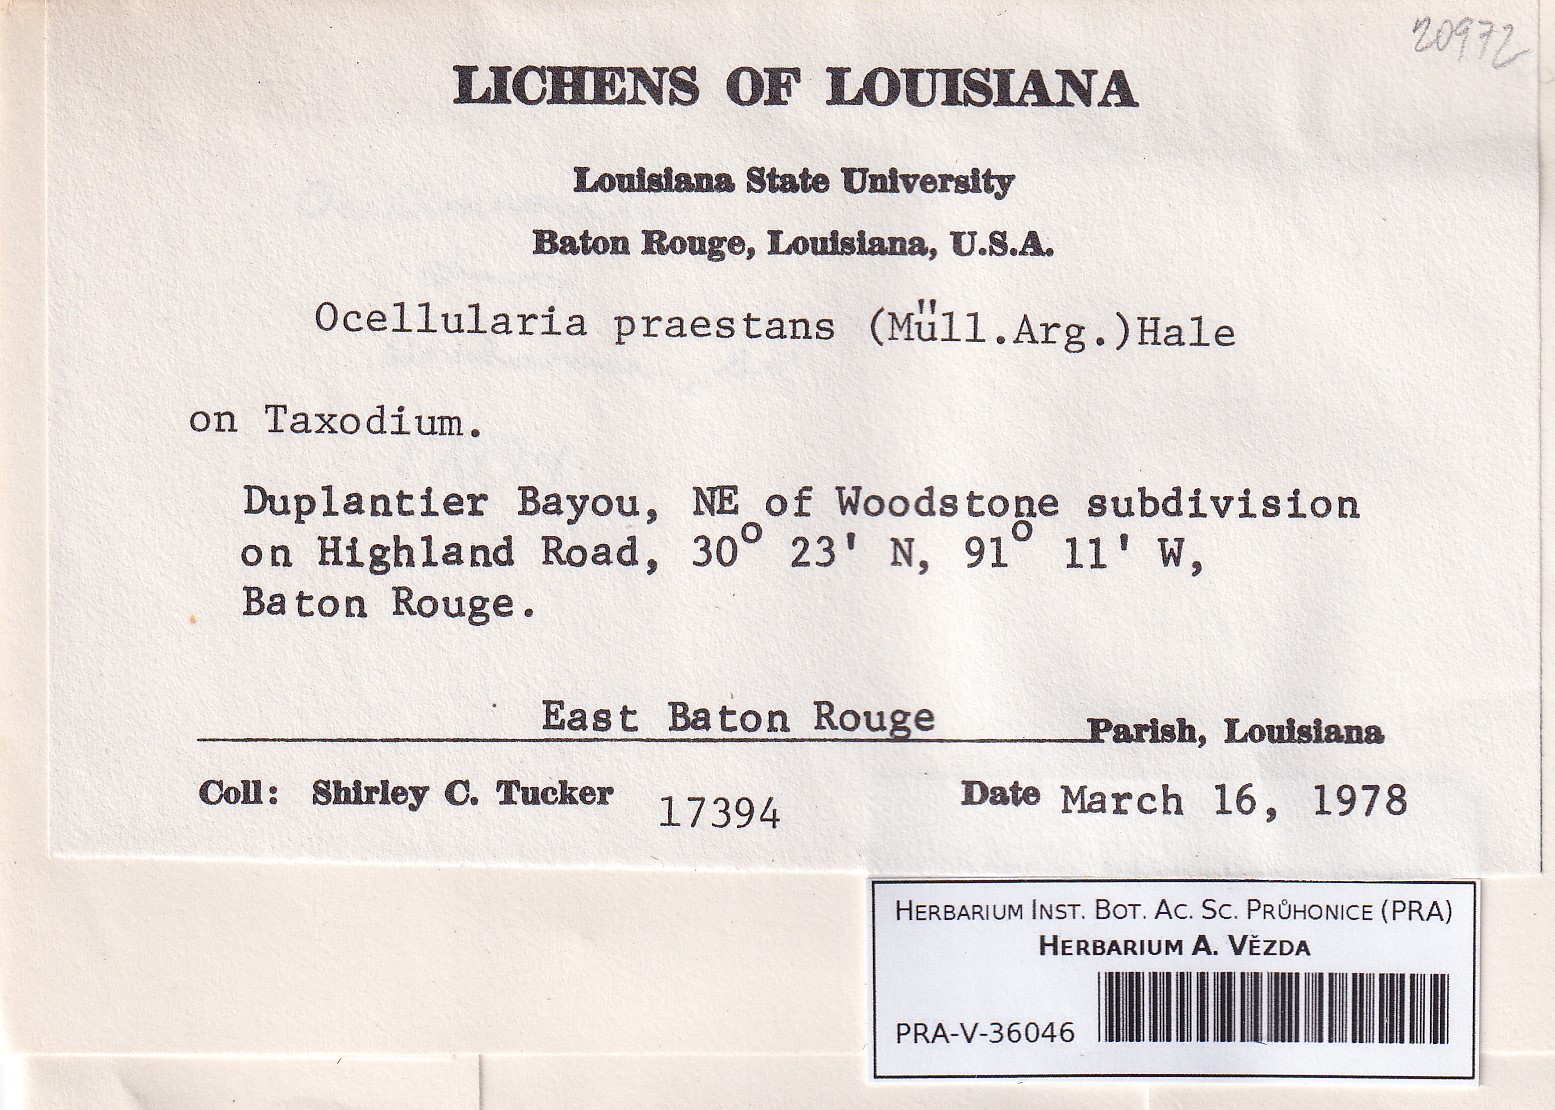 20972
LICHENS OF LOUISIANA
Louisiana State University
Baton Rouge, Louisiana, U.S.A.
Ocellularia praestans (Müll.Arg.)Hale
on Taxodium.
Duplantier Bayou, NE of Woodstone subdivision
on Highland Road, 30° 23' N, 91° 11' W,
Baton Rouge.
East Baton Rouge Parish, Louisiana
Coll: Shirley C. Tucker 17394 Date March 16, 1978
HERBARIUM INST. BOT. AC. SC. PRŮHONICE (PRA)
HERBARIUM A. VĚZDA
PRA-V-36046